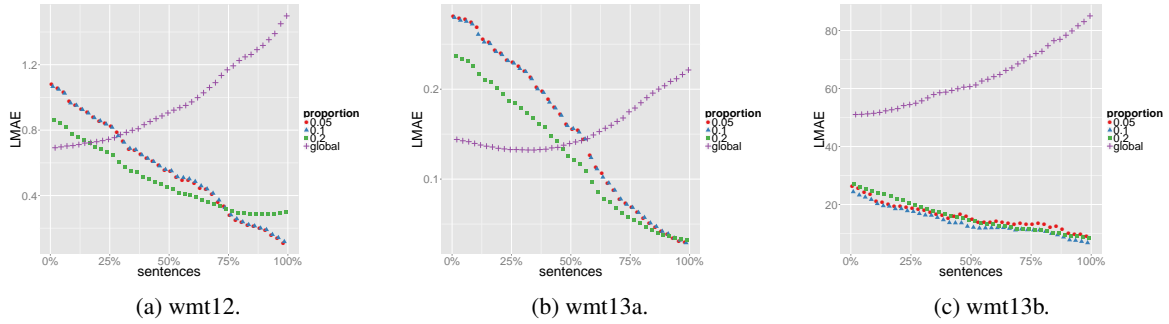 LMAE
1.2
0.8
0.4
0%
25%
50%
75%
100%
sentences
proportion
0.05
0.1
0.2
global
(a) wmt12.
LMAE
0.2
0.1
0%
25%
50%
75%
100%
sentences
proportion
0.05
0.1
0.2
global
(b) wmt13a.
LMAE
80
60
40
20
0%
25%
50%
75%
100%
sentences
proportion
0.05
0.1
0.2
global
(c) wmt13b.